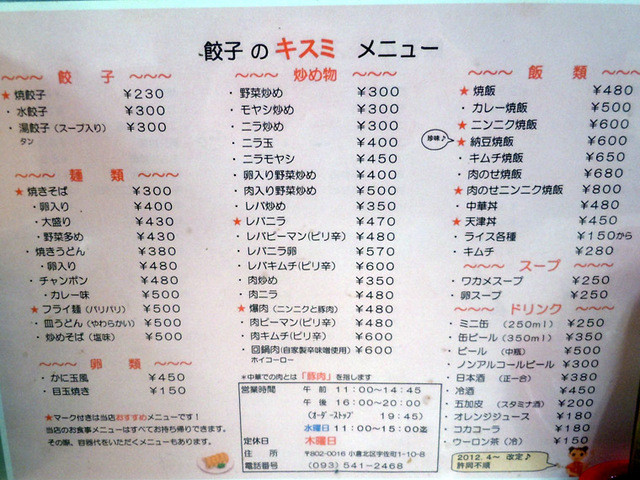 餃子 の キスミ メニュー
～～～ 餃 子 ～～～
★焼餃子 ￥230
・水餃子 ￥300
・湯餃子（スープ入り） ￥300
タン
～～～ 麺 類 ～～～
★焼きそば ￥300
・卵入り ￥400
・大盛り ￥430
・野菜多め ￥430
・焼きうどん ￥380
・卵入り ￥480
・チャンポン ￥480
・カレー味 ￥500
★フライ麺（パリパリ） ￥500
・皿うどん（やわらかい） ￥500
・炒めそば（塩味） ￥500
～～～ 卵 類 ～～～
・かに玉風 ￥450
・目玉焼き ￥150
★マーク付きは当店おすすめメニューです！
当店のお食事メニューはすべてお持ち帰りできます。
その際、容器代をいただくメニューもあります。
～～～ 炒め物 ～～～
・野菜炒め ￥300
・モヤシ炒め ￥300
・ニラ炒め ￥300
・ニラ玉 ￥400
・ニラモヤシ ￥450
・卵入り野菜炒め ￥400
・肉入り野菜炒め ￥500
・レバ炒め ￥350
★レバニラ ￥470
・レバピーマン(ピリ辛) ￥480
・レバニラ卵 ￥570
・レバキムチ(ピリ辛) ￥600
・肉炒め ￥350
・肉ニラ ￥480
★爆肉（ニンニクと豚肉） ￥480
・肉ピーマン(ピリ辛) ￥480
・肉キムチ(ピリ辛) ￥600
・回鍋肉(自家製辛味噌使用) ￥600
ホイコーロー
＊中華での肉とは「豚肉」を指します
営業時間 午 前 11：00～14：45
午 後 16：00～20：00
（オーダーストップ 19：45）
水曜日 11：00～15：00迄
定休日 木曜日
住 所 〒802-0016 小倉北区宇佐町1-10-8
電話番号 （093）541-2468
～～～ 飯 類 ～～～
★焼飯 ￥480
・カレー焼飯 ￥500
★ニンニク焼飯 ￥600
珍味♪
★納豆焼飯 ￥600
・キムチ焼飯 ￥650
・肉のせ焼飯 ￥680
★肉のせニンニク焼飯 ￥800
・中華丼 ￥480
★天津丼 ￥450
・ライス各種 ￥150から
・キムチ ￥280
～～～ スープ ～～～
・ワカメスープ ￥250
・卵スープ ￥250
～～～ ドリンク ～～～
・ミニ缶 （250ml） ￥250
・缶ビール（350ml） ￥350
・ビール （中瓶） ￥500
・ノンアルコールビール ￥300
・日本酒 （正一合） ￥380
・冷酒 ￥450
・五加皮 （スタミナ酒） ￥200
・オレンジジュース ￥180
・コカコーラ ￥180
・ウーロン茶（冷） ￥150
2012. 4～ 改定♪
許同不順